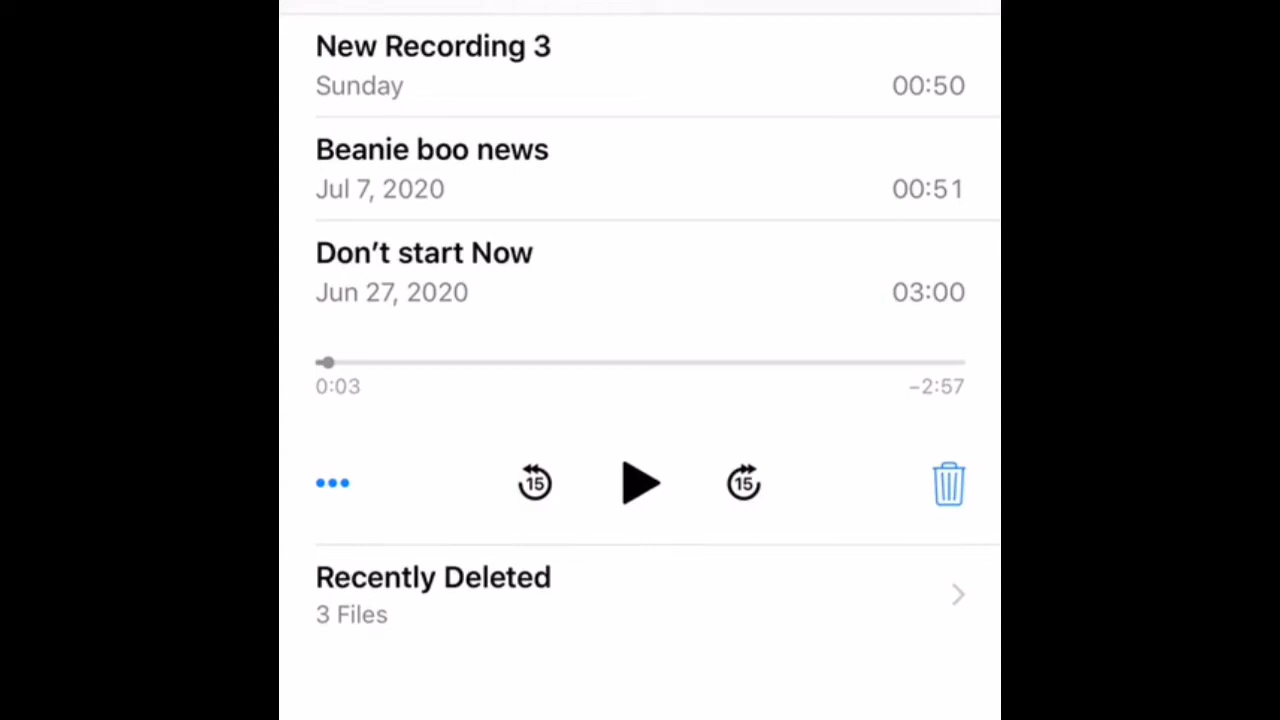 New Recording 3
Sunday 00:50
Beanie boo news
Jul 7, 2020 00:51
Don’t start Now
Jun 27, 2020 03:00
0:03 −2:57
15 15
Recently Deleted
3 Files